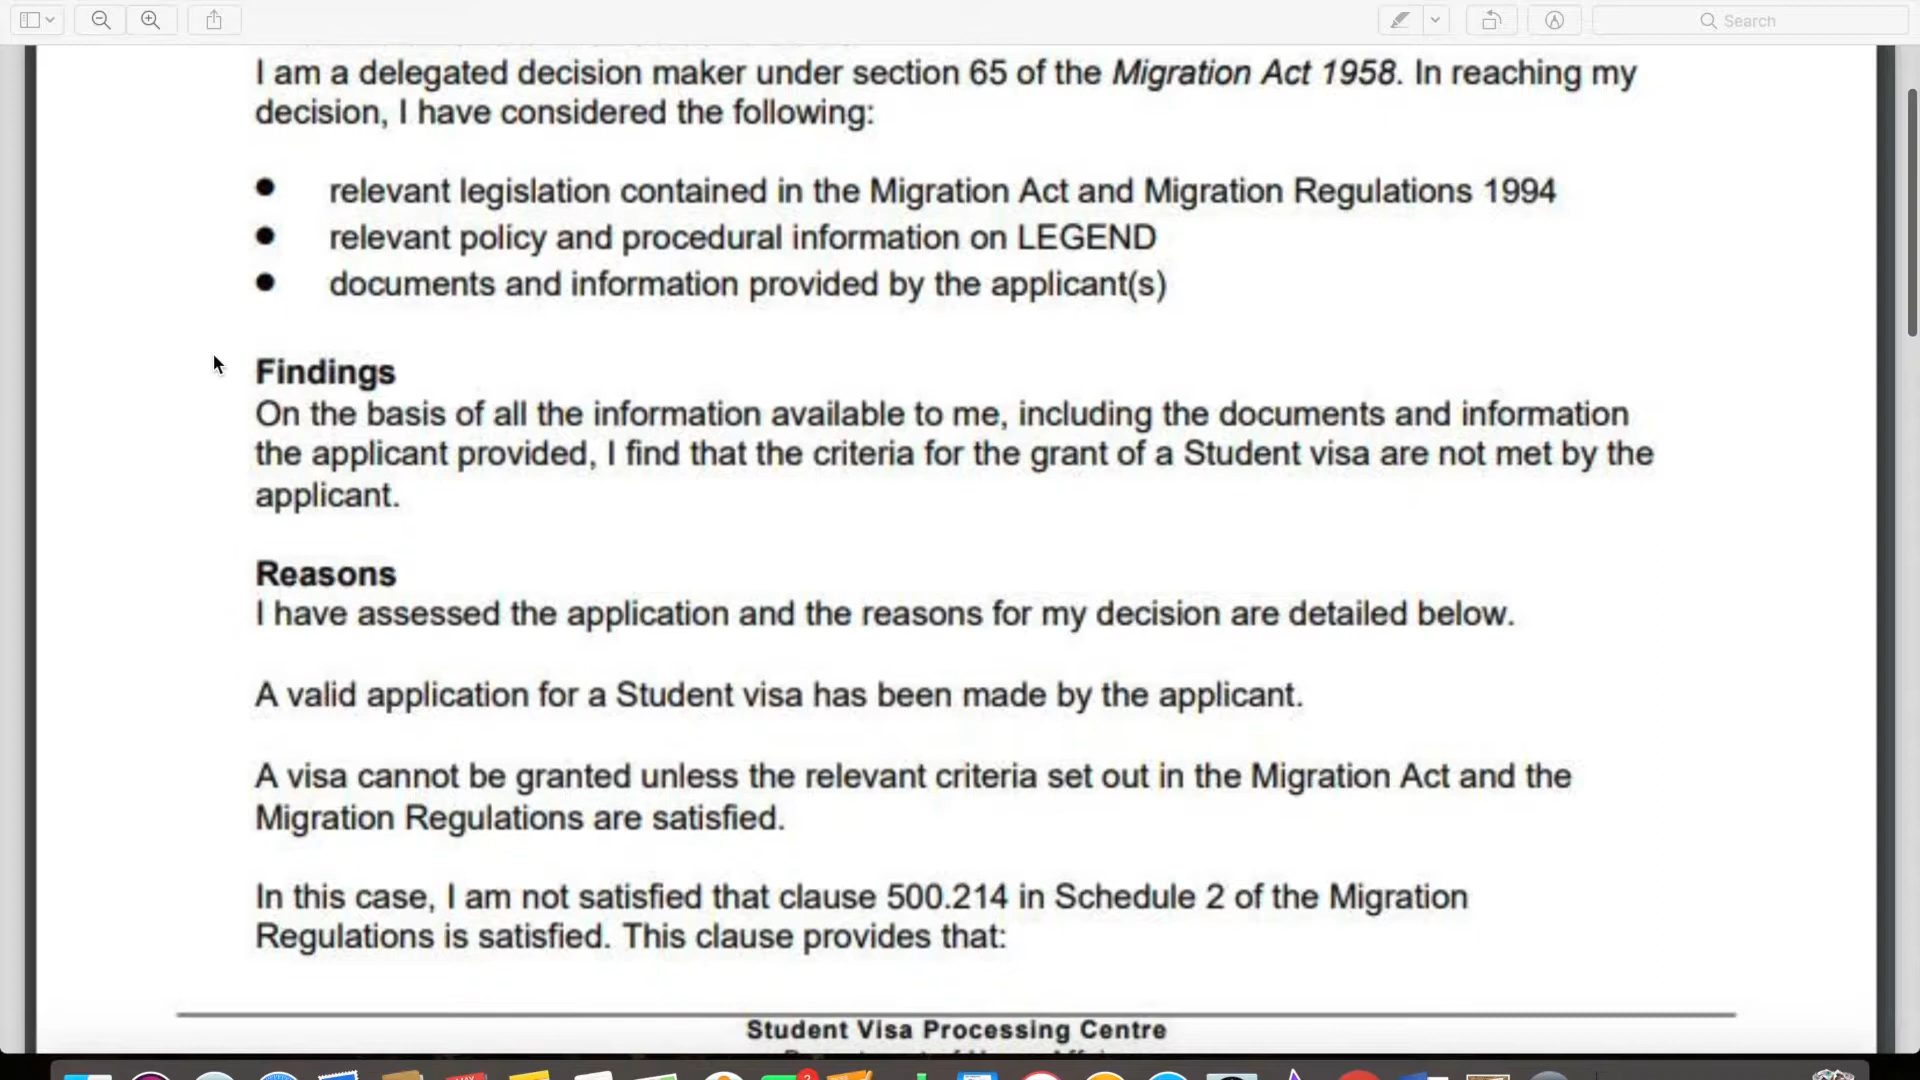 Search
I am a delegated decision maker under section 65 of the Migration Act 1958. In reaching my
decision, I have considered the following:
● relevant legislation contained in the Migration Act and Migration Regulations 1994
● relevant policy and procedural information on LEGEND
● documents and information provided by the applicant(s)
Findings
On the basis of all the information available to me, including the documents and information
the applicant provided, I find that the criteria for the grant of a Student visa are not met by the
applicant.
Reasons
I have assessed the application and the reasons for my decision are detailed below.
A valid application for a Student visa has been made by the applicant.
A visa cannot be granted unless the relevant criteria set out in the Migration Act and the
Migration Regulations are satisfied.
In this case, I am not satisfied that clause 500.214 in Schedule 2 of the Migration
Regulations is satisfied. This clause provides that:
Student Visa Processing Centre